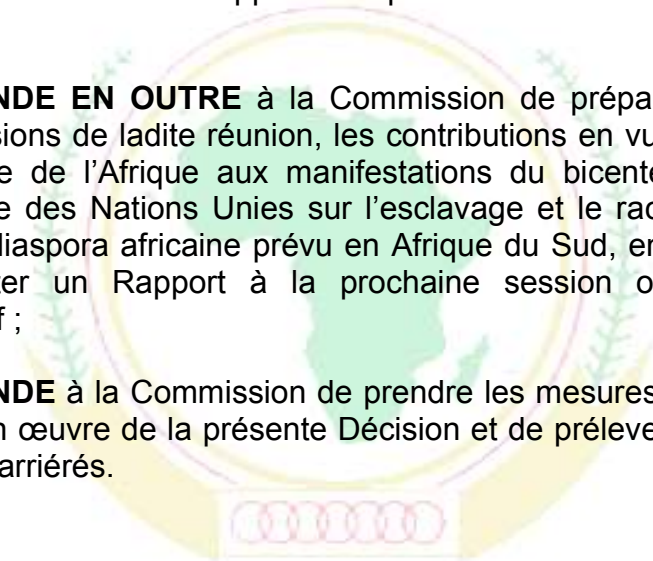 NDE EN OUTRE à la Commission de prépa
sions de ladite réunion, les contributions en vu
e de l’Afrique aux manifestations du bicente
e des Nations Unies sur l’esclavage et le rac
diaspora africaine prévu en Afrique du Sud, en
ter un Rapport à la prochaine session o
f ;
NDE à la Commission de prendre les mesures
n œuvre de la présente Décision et de préleve
arriérés.